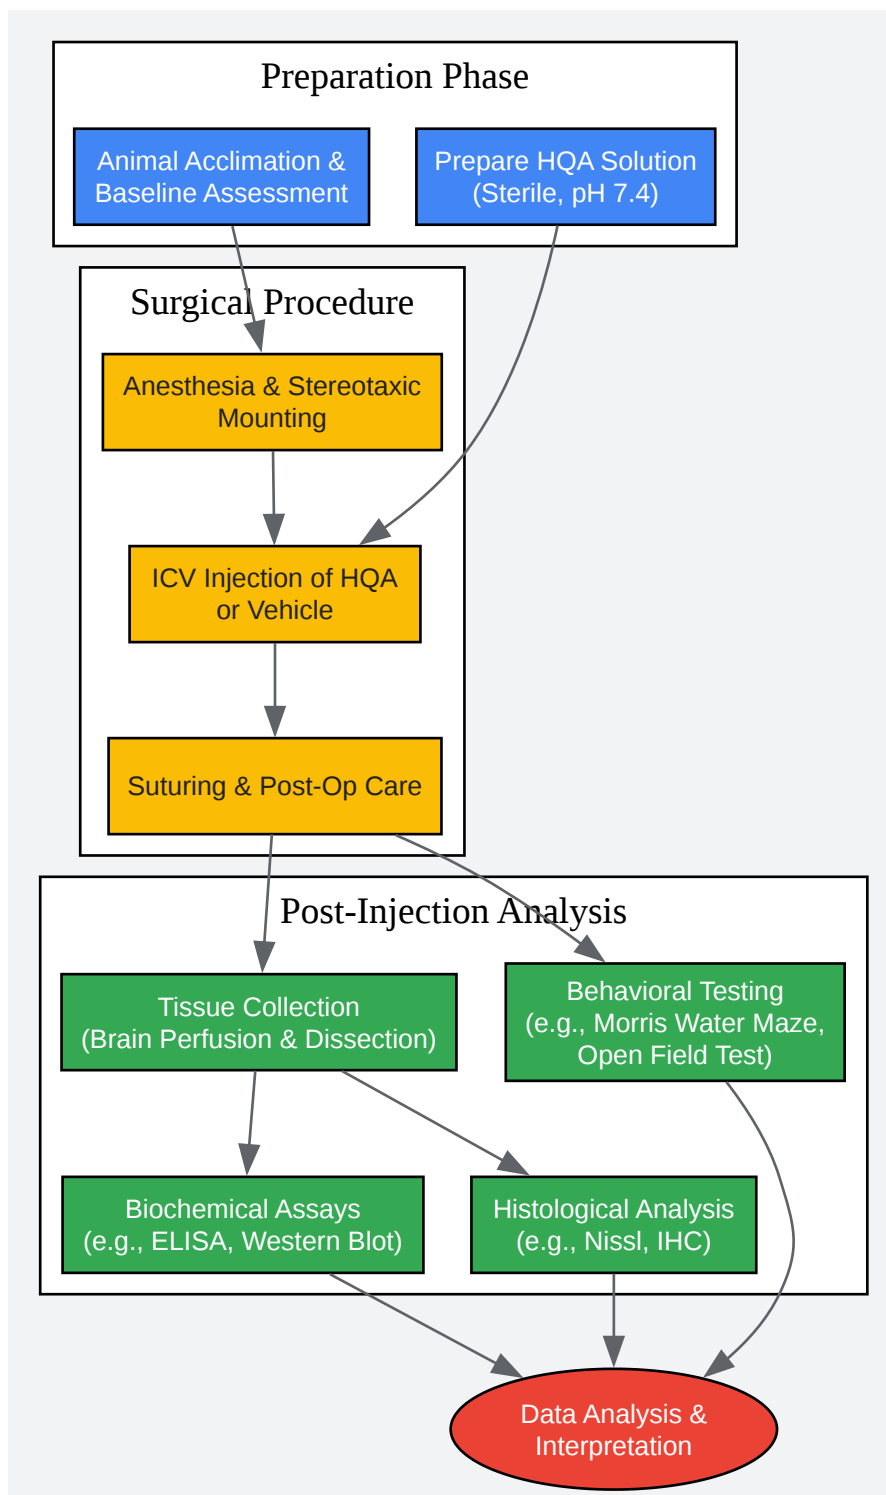 Preparation Phase
Animal Acclimation &
Baseline Assessment
Prepare HQA Solution
(Sterile, pH 7.4)
Surgical Procedure
Anesthesia & Stereotaxic
Mounting
ICV Injection of HQA
or Vehicle
Suturing & Post-Op Care
Post-Injection Analysis
Tissue Collection
(Brain Perfusion & Dissection)
Behavioral Testing
(e.g., Morris Water Maze,
Open Field Test)
Biochemical Assays
(e.g., ELISA, Western Blot)
Histological Analysis
(e.g., Nissl, IHC)
Data Analysis &
Interpretation